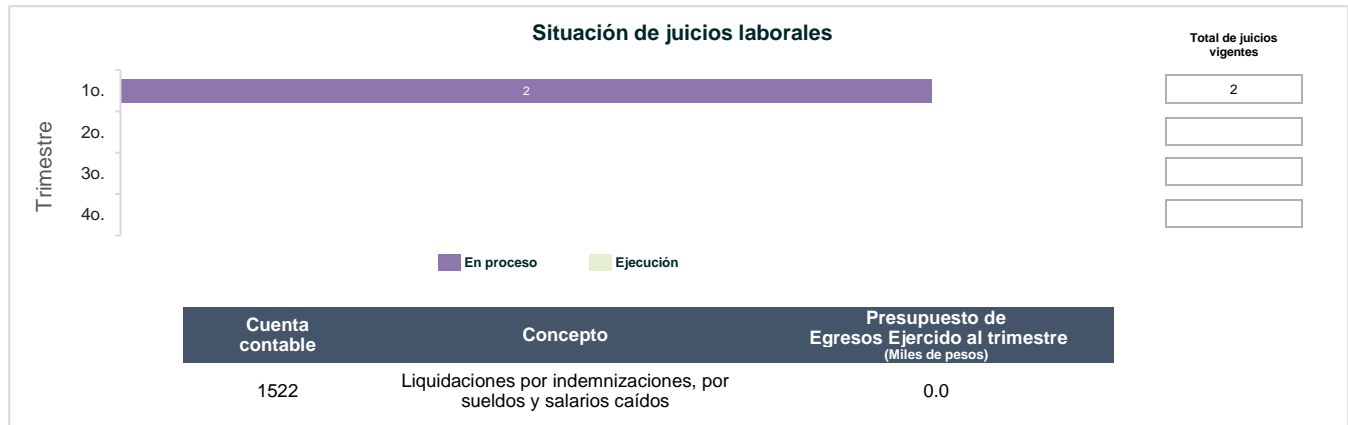 Situación de juicios laborales
Total de juicios
vigentes
Trimestre
1o.
2
2
2o.
3o.
4o.
En proceso
Ejecución
Cuenta
contable
Concepto
Presupuesto de
Egresos Ejercido al trimestre
(Miles de pesos)
1522
Liquidaciones por indemnizaciones, por
sueldos y salarios caídos
0.0